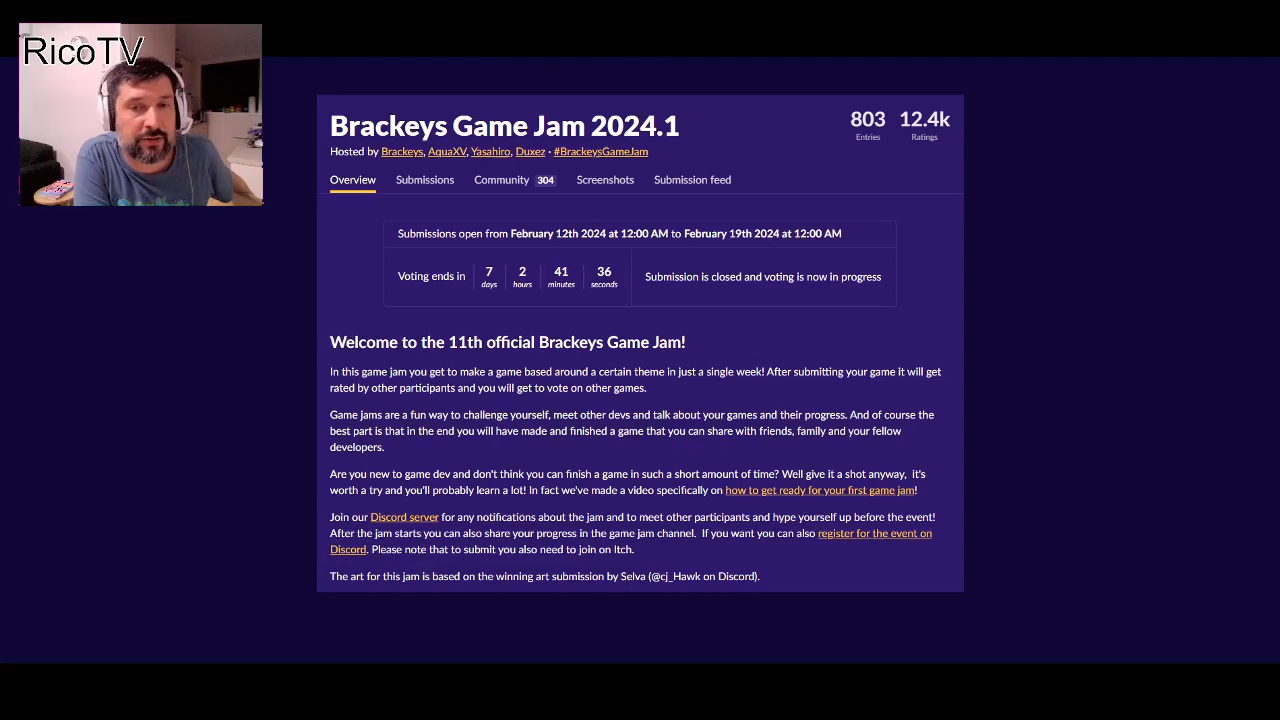 RicoTV
Brackeys Game Jam 2024.1
803 12.4k
Entries Ratings
Hosted by Brackeys, AquaXV, Yasahiro, Duxez · #BrackeysGameJam
Overview Submissions Community 304 Screenshots Submission feed
Submissions open from February 12th 2024 at 12:00 AM to February 19th 2024 at 12:00 AM
Voting ends in 7 days 2 hours 41 minutes 36 seconds
Submission is closed and voting is now in progress
Welcome to the 11th official Brackeys Game Jam!
In this game jam you get to make a game based around a certain theme in just a single week! After submitting your game it will get
rated by other participants and you will get to vote on other games.
Game jams are a fun way to challenge yourself, meet other devs and talk about your games and their progress. And of course the
best part is that in the end you will have made and finished a game that you can share with friends, family and your fellow
developers.
Are you new to game dev and don't think you can finish a game in such a short amount of time? Well give it a shot anyway, it's
worth a try and you'll probably learn a lot! In fact we've made a video specifically on how to get ready for your first game jam!
Join our Discord server for any notifications about the jam and to meet other participants and hype yourself up before the event!
After the jam starts you can also share your progress in the game jam channel. If you want you can also register for the event on
Discord. Please note that to submit you also need to join on Itch.
The art for this jam is based on the winning art submission by Selva (@cj_Hawk on Discord).